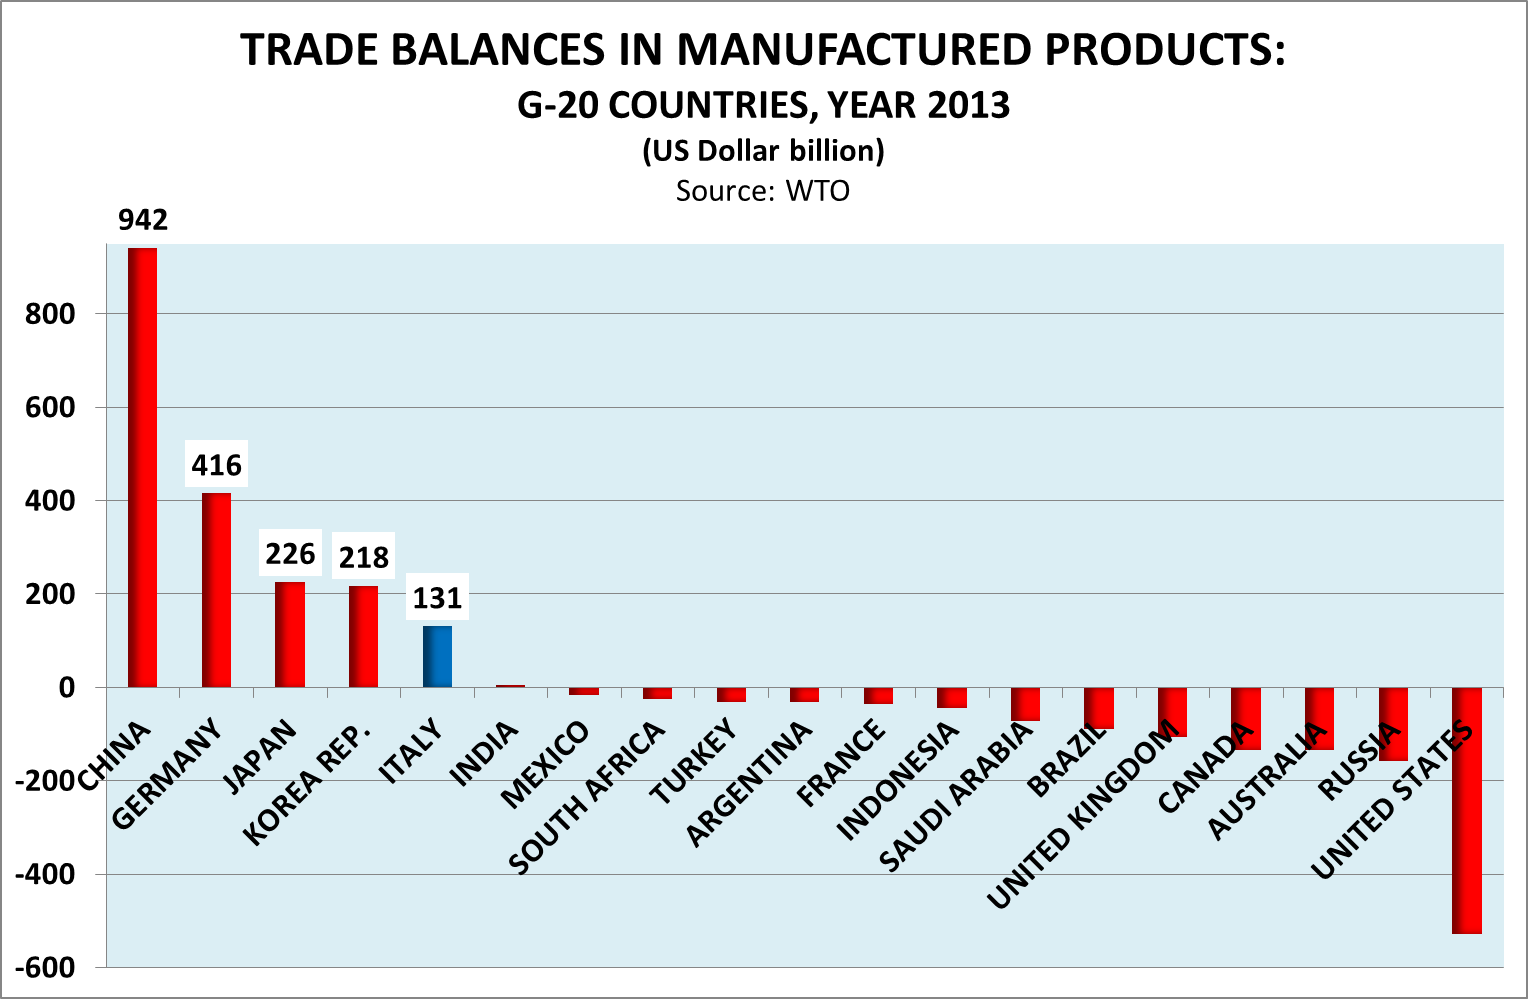 TRADE BALANCES IN MANUFACTURED PRODUCTS:
G-20 COUNTRIES, YEAR 2013
(US Dollar billion)
Source: WTO
942
416
226
218
131
800
600
400
200
0
-200
-400
-600
CHINA
GERMANY
JAPAN
KOREA REP.
ITALY
INDIA
MEXICO
SOUTH AFRICA
TURKEY
ARGENTINA
FRANCE
INDONESIA
SAUDI ARABIA
BRAZIL
UNITED KINGDOM
CANADA
AUSTRALIA
RUSSIA
UNITED STATES